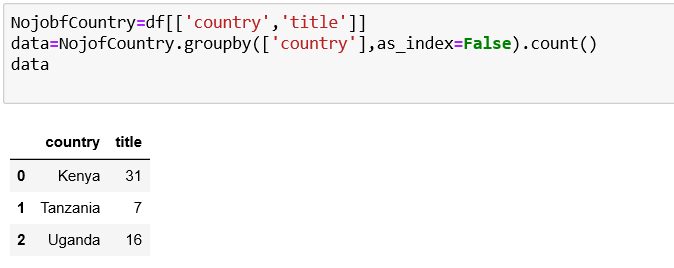 NojobfCountry=df[['country','title']]
data=NojofCountry.groupby(['country'],as_index=False).count()
data
country title
0 Kenya 31
1 Tanzania 7
2 Uganda 16